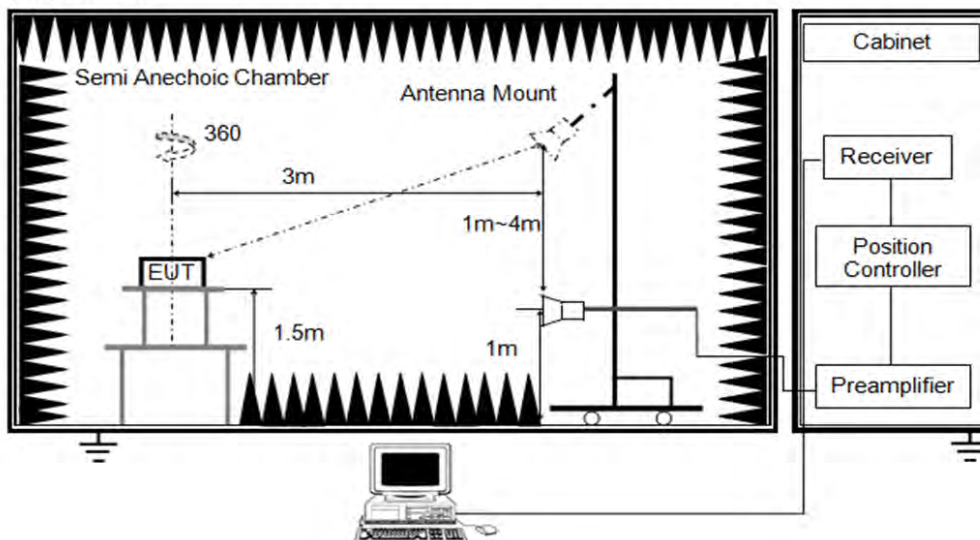 Semi Anechoic Chamber
Antenna Mount
360
3m
1m~4m
EUT
1.5m
1m
Cabinet
Receiver
Position
Controller
Preamplifier